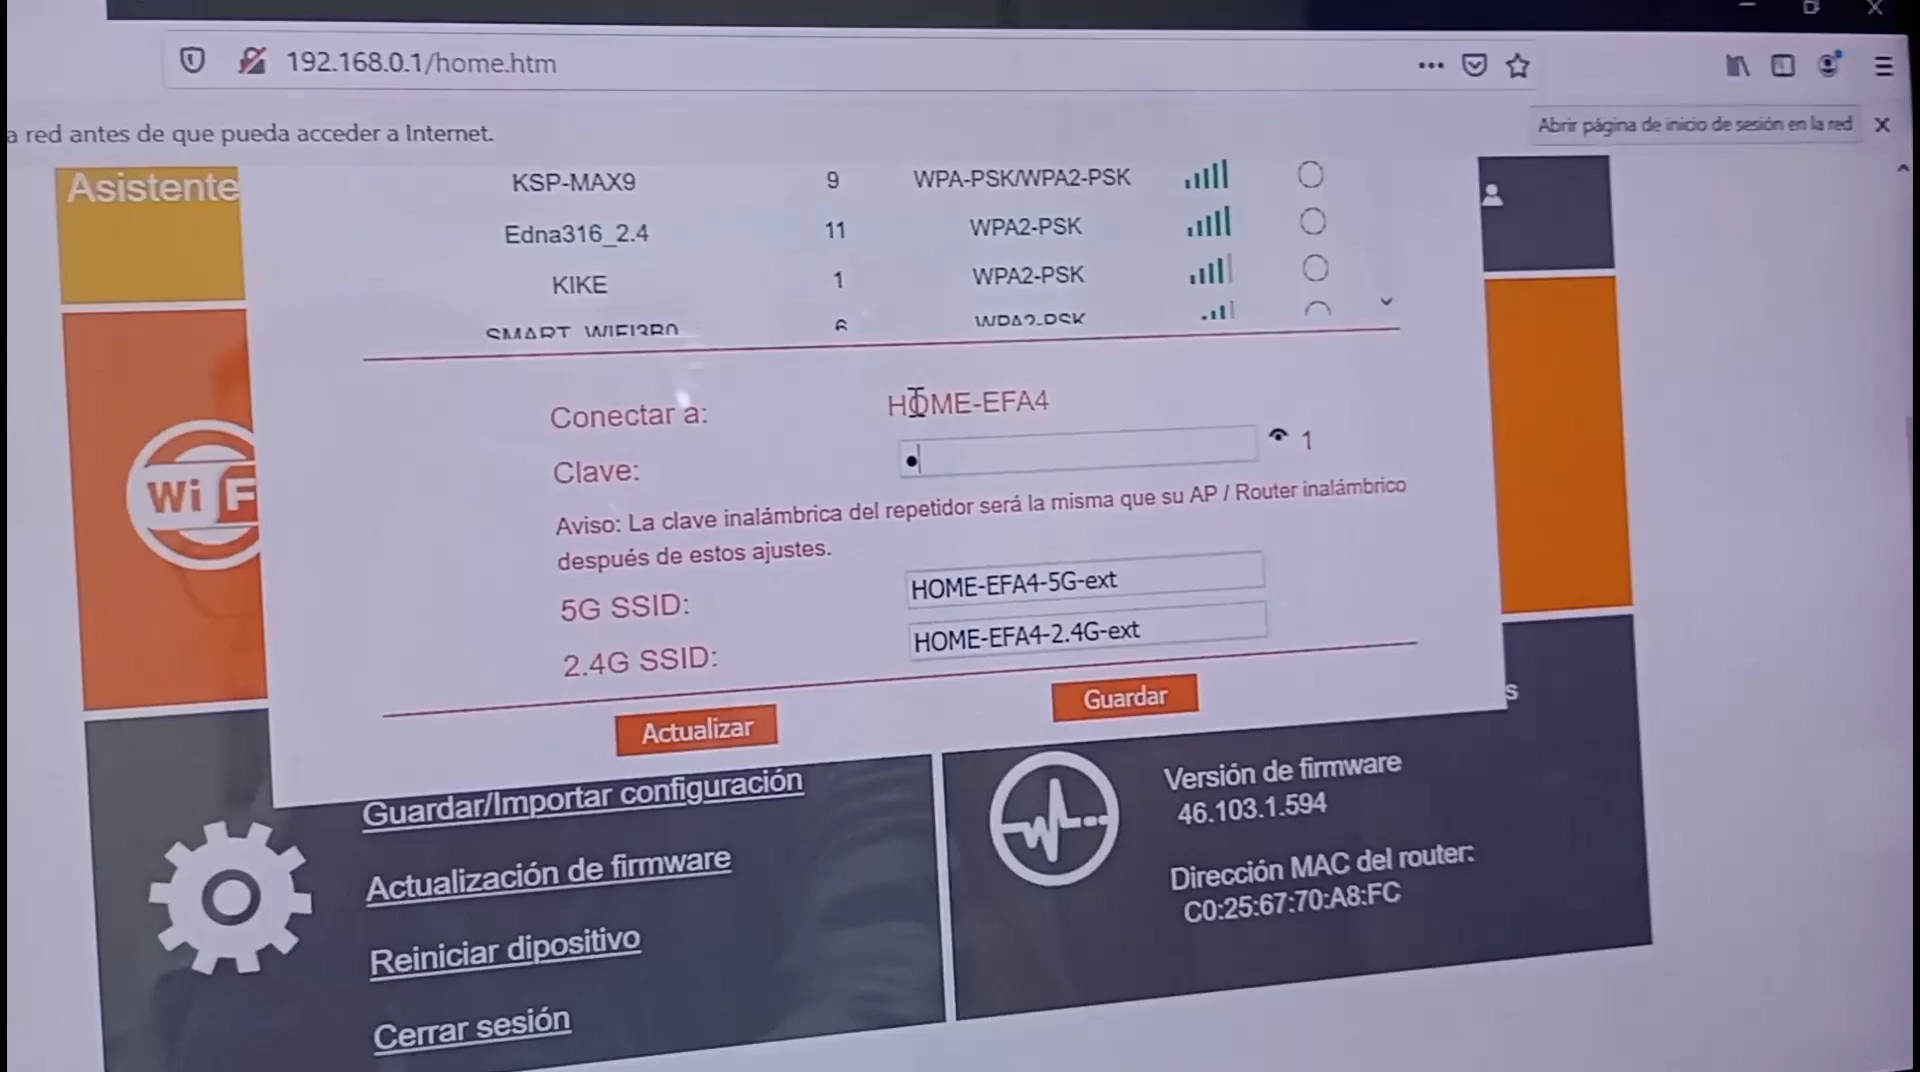 192.168.0.1/home.htm
a red antes de que pueda acceder a Internet.
Abrir página de inicio de sesión en la red
Asistente
KSP-MAX9 9 WPA-PSK/WPA2-PSK
Edna316_2.4 11 WPA2-PSK
KIKE 1 WPA2-PSK
SMART_WIFI3B0 6 WPA2-PSK
Conectar a: HOME-EFA4
Clave: 1
Aviso: La clave inalámbrica del repetidor será la misma que su AP / Router inalámbrico
después de estos ajustes.
5G SSID: HOME-EFA4-5G-ext
2.4G SSID: HOME-EFA4-2.4G-ext
Actualizar Guardar
WiF
s
Guardar/Importar configuración
Actualización de firmware
Reiniciar dipositivo
Cerrar sesión
Versión de firmware
46.103.1.594
Dirección MAC del router:
C0:25:67:70:A8:FC